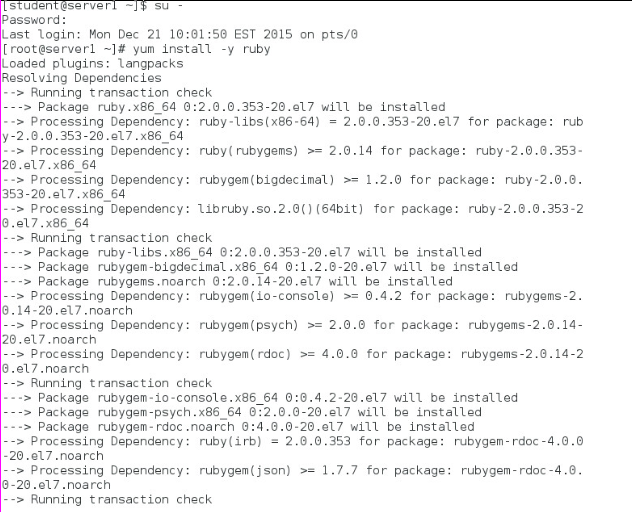 [student@server1 ~]$ su -
Password:
Last login: Mon Dec 21 10:01:50 EST 2015 on pts/0
[root@server1 ~]# yum install -y ruby
Loaded plugins: langpacks
Resolving Dependencies
--> Running transaction check
---> Package ruby.x86_64 0:2.0.0.353-20.el7 will be installed
--> Processing Dependency: ruby-libs(x86-64) = 2.0.0.353-20.el7 for package: rub
y-2.0.0.353-20.el7.x86_64
--> Processing Dependency: ruby(rubygems) >= 2.0.14 for package: ruby-2.0.0.353-
20.el7.x86_64
--> Processing Dependency: rubygem(bigdecimal) >= 1.2.0 for package: ruby-2.0.0.
353-20.el7.x86_64
--> Processing Dependency: libruby.so.2.0()(64bit) for package: ruby-2.0.0.353-2
0.el7.x86_64
--> Running transaction check
---> Package ruby-libs.x86_64 0:2.0.0.353-20.el7 will be installed
---> Package rubygem-bigdecimal.x86_64 0:1.2.0-20.el7 will be installed
---> Package rubygems.noarch 0:2.0.14-20.el7 will be installed
--> Processing Dependency: rubygem(io-console) >= 0.4.2 for package: rubygems-2.
0.14-20.el7.noarch
--> Processing Dependency: rubygem(psych) >= 2.0.0 for package: rubygems-2.0.14-
20.el7.noarch
--> Processing Dependency: rubygem(rdoc) >= 4.0.0 for package: rubygems-2.0.14-2
0.el7.noarch
--> Running transaction check
---> Package rubygem-io-console.x86_64 0:0.4.2-20.el7 will be installed
---> Package rubygem-psych.x86_64 0:2.0.0-20.el7 will be installed
---> Package rubygem-rdoc.noarch 0:4.0.0-20.el7 will be installed
--> Processing Dependency: ruby(irb) = 2.0.0.353 for package: rubygem-rdoc-4.0.0
-20.el7.noarch
--> Processing Dependency: rubygem(json) >= 1.7.7 for package: rubygem-rdoc-4.0.
0-20.el7.noarch
--> Running transaction check